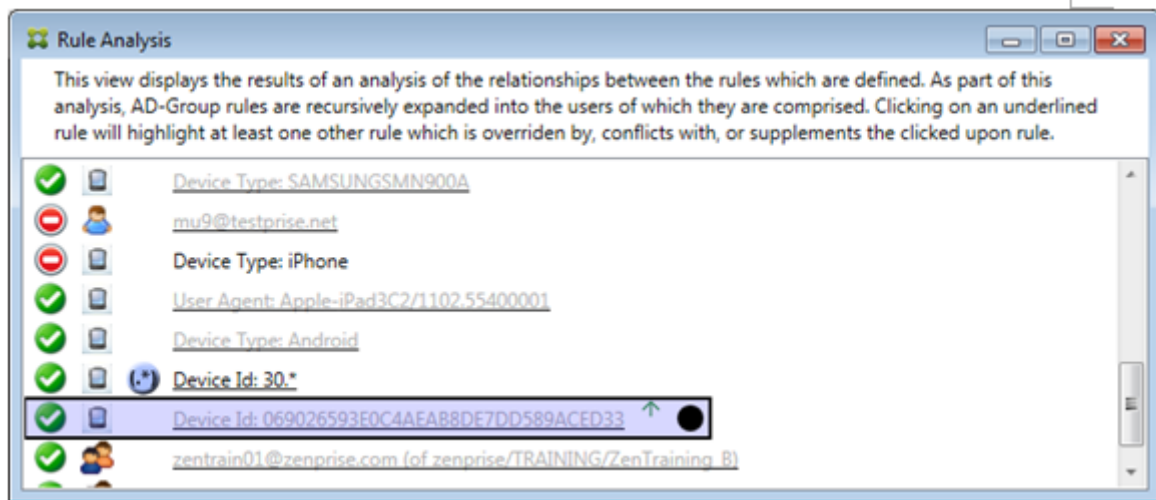 Rule Analysis
This view displays the results of an analysis of the relationships between the rules which are defined. As part of this
analysis, AD-Group rules are recursively expanded into the users of which they are comprised. Clicking on an underlined
rule will highlight at least one other rule which is overriden by, conflicts with, or supplements the clicked upon rule.
Device Type: SAMSUNGSMN900A
mu9@testprise.net
Device Type: iPhone
User Agent: Apple-iPad3C2/1102.55400001
Device Type: Android
(.*) Device Id: 30.*
Device Id: 069026593E0C4AEAB8DE7DD589ACED33
zentrain01@zenprise.com (of zenprise/TRAINING/ZenTraining B)